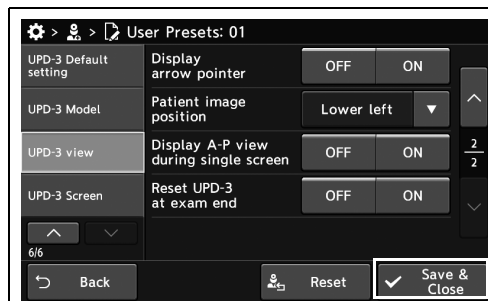 > > User Presets: 01
UPD-3 Default
setting
UPD-3 Model
UPD-3 view
UPD-3 Screen
6/6
Display
arrow pointer
OFF ON
Patient image
position
Lower left ▼
Display A-P view
during single screen
OFF ON
Reset UPD-3
at exam end
OFF ON
2
2
Back
Reset
Save &
Close